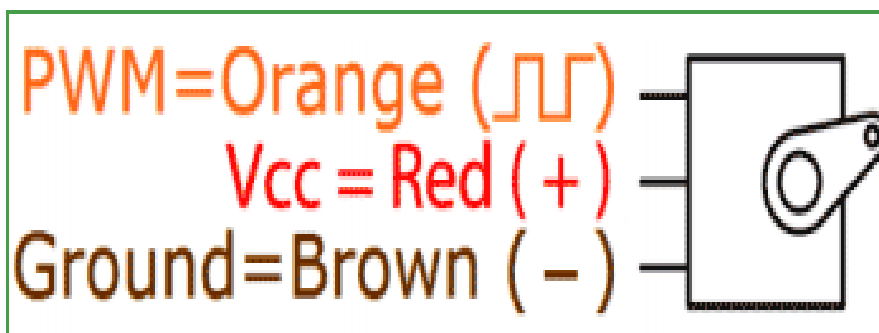 PWM=Orange (⎍⎍)
Vcc = Red ( + )
Ground=Brown ( – )